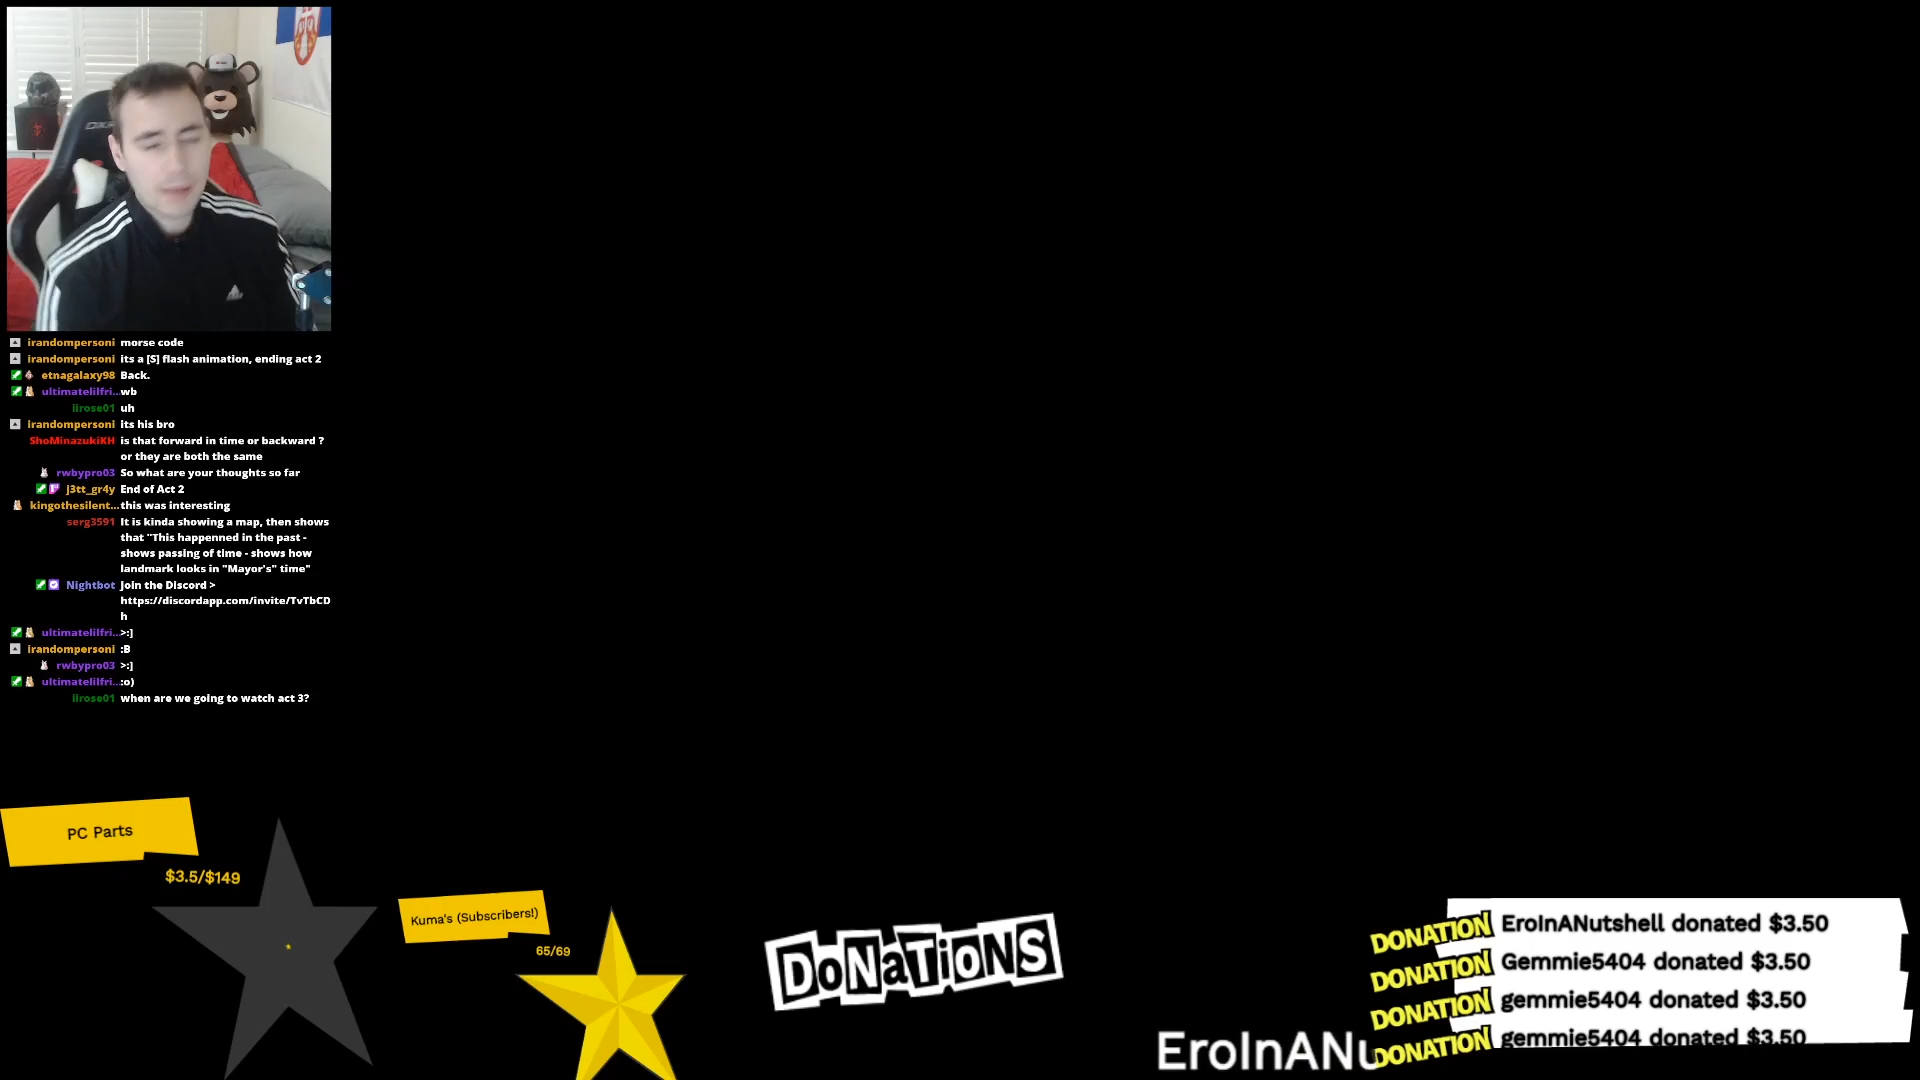 irandompersoni morse code
irandompersoni its a [S] flash animation, ending act 2
etnagalaxy98 Back.
ultimatelilfri...wb
lirose01 uh
irandompersoni its his bro
ShoMinazukiKH is that forward in time or backward ?
or they are both the same
rwbypro03 So what are your thoughts so far
j3tt_gr4y End of Act 2
kingothesilent...this was interesting
serg3591 It is kinda showing a map, then shows
that "This happenned in the past -
shows passing of time - shows how
landmark looks in "Mayor's" time"
Nightbot Join the Discord >
https://discordapp.com/invite/TvTbCD
h
ultimatelilfri...>:]
irandompersoni :B
rwbypro03 >:]
ultimatelilfri...:o)
lirose01 when are we going to watch act 3?
PC Parts
$3.5/$149
Kuma's (Subscribers!)
65/69
DoNaTiONS
EroInANu
DONATION EroInANutshell donated $3.50
DONATION Gemmie5404 donated $3.50
DONATION gemmie5404 donated $3.50
DONATION gemmie5404 donated $3.50